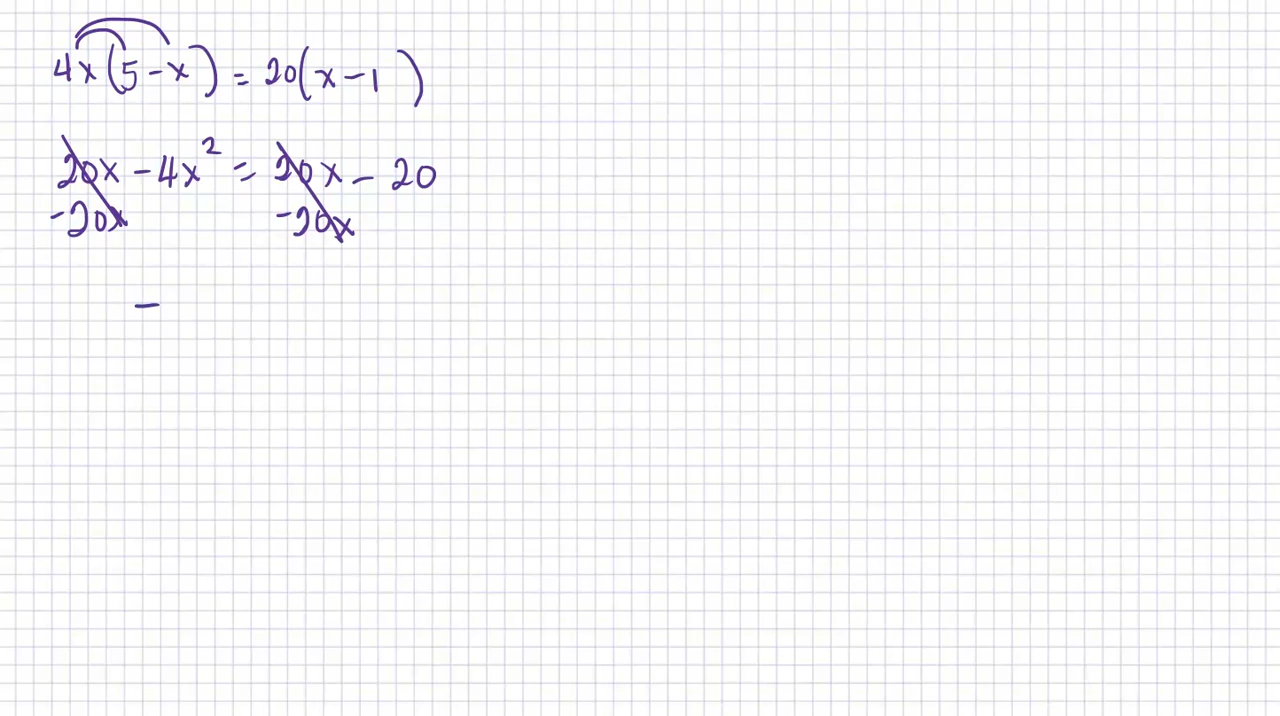 4x(5-x) = 20(x-1)
20x - 4x² = 20x - 20
-20x -20x
-